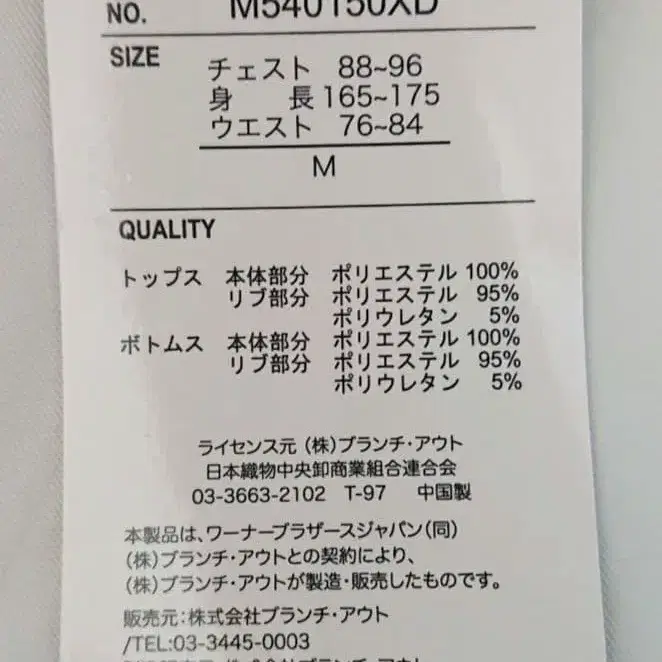 NO. M540150XD
SIZE
チェスト 88~96
身 長 165~175
ウエスト 76~84
M
QUALITY
トップス 本体部分 ポリエステル 100%
リブ部分 ポリエステル 95%
ポリウレタン 5%
ボトムス 本体部分 ポリエステル 100%
リブ部分 ポリエステル 95%
ポリウレタン 5%
ライセンス元 (株)ブランチ・アウト
日本織物中央卸商業組合連合会
03-3663-2102 T-97 中国製
本製品は、ワーナーブラザースジャパン(同)
(株)ブランチ・アウトとの契約により、
(株)ブランチ・アウトが製造・販売したものです。
販売元:株式会社ブランチ・アウト
/TEL:03-3445-0003